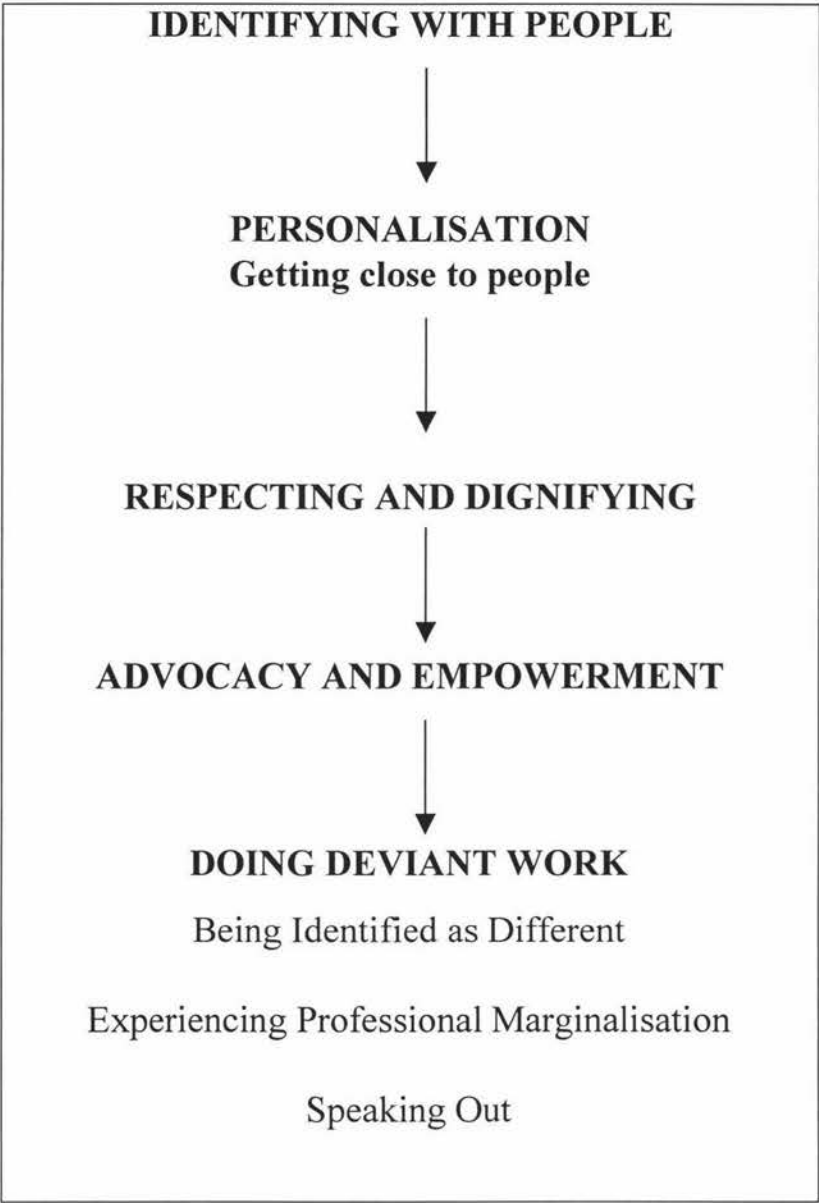 IDENTIFYING WITH PEOPLE
PERSONALISATION
Getting close to people
RESPECTING AND DIGNIFYING
ADVOCACY AND EMPOWERMENT
DOING DEVIANT WORK
Being Identified as Different
Experiencing Professional Marginalisation
Speaking Out